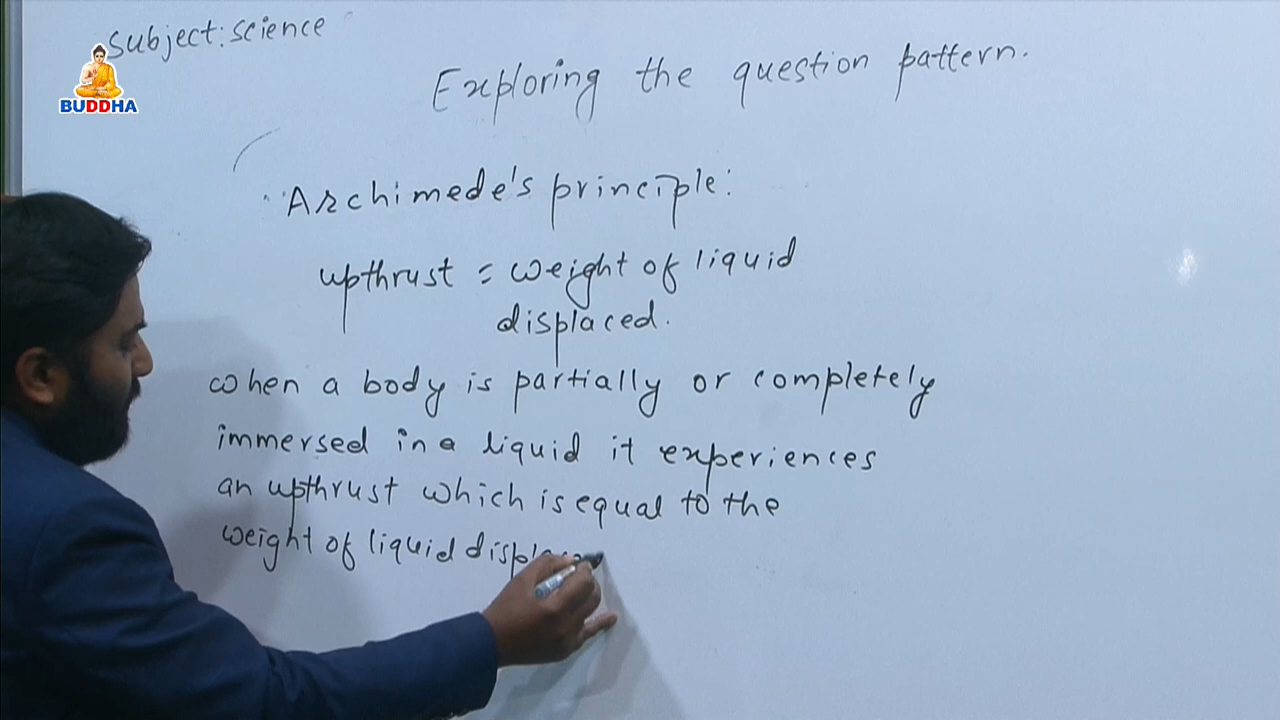 Subject: science
BUDDHA
Exploring the question pattern.
Archimede's principle:
upthrust = weight of liquid
displaced.
when a body is partially or completely
immersed in a liquid it experiences
an upthrust which is equal to the
weight of liquid